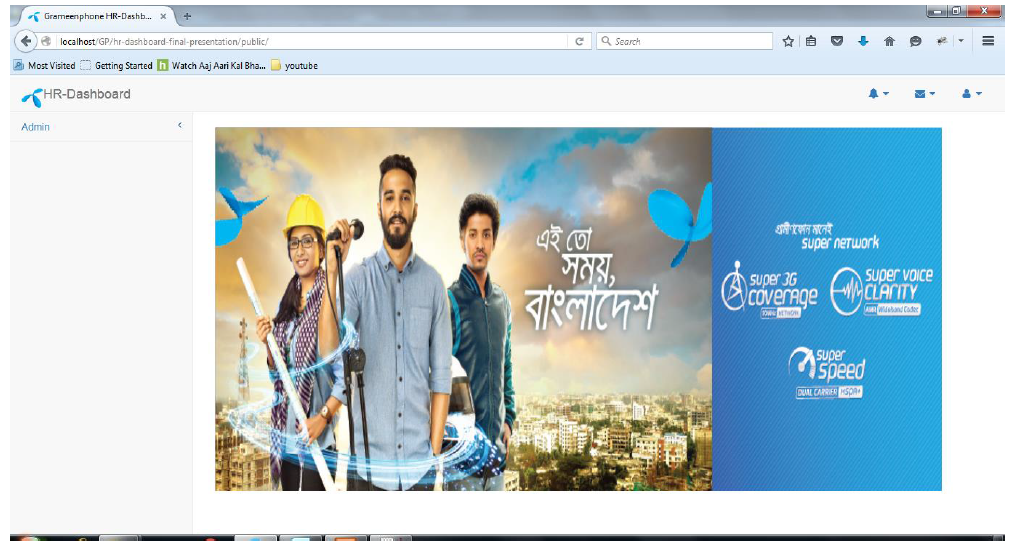 Grameenphone HR-Dashb...
localhost/GP/hr-dashboard-final-presentation/public/
Search
Most Visited Getting Started h Watch Aaj Aari Kal Bha... youtube
HR-Dashboard
Admin
এই তো
সময়,
বাংলাদেশ
গ্রামীণফোন মানেই
super network
super 3G
coverage
super voice
CLARITY
Wideband Codec
super
speed
DUAL CARRIER HSPA+